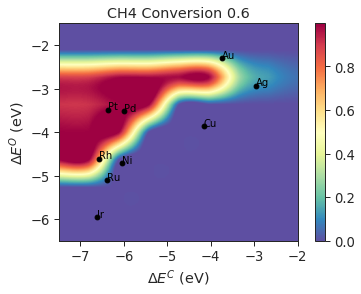 CH4 Conversion 0.6
ΔE^O (eV)
−2
−3
−4
−5
−6
Au
Ag
Pt
Pd
Cu
Rh
Ni
Ru
Ir
0.8
0.6
0.4
0.2
0.0
−7 −6 −5 −4 −3 −2
ΔE^C (eV)